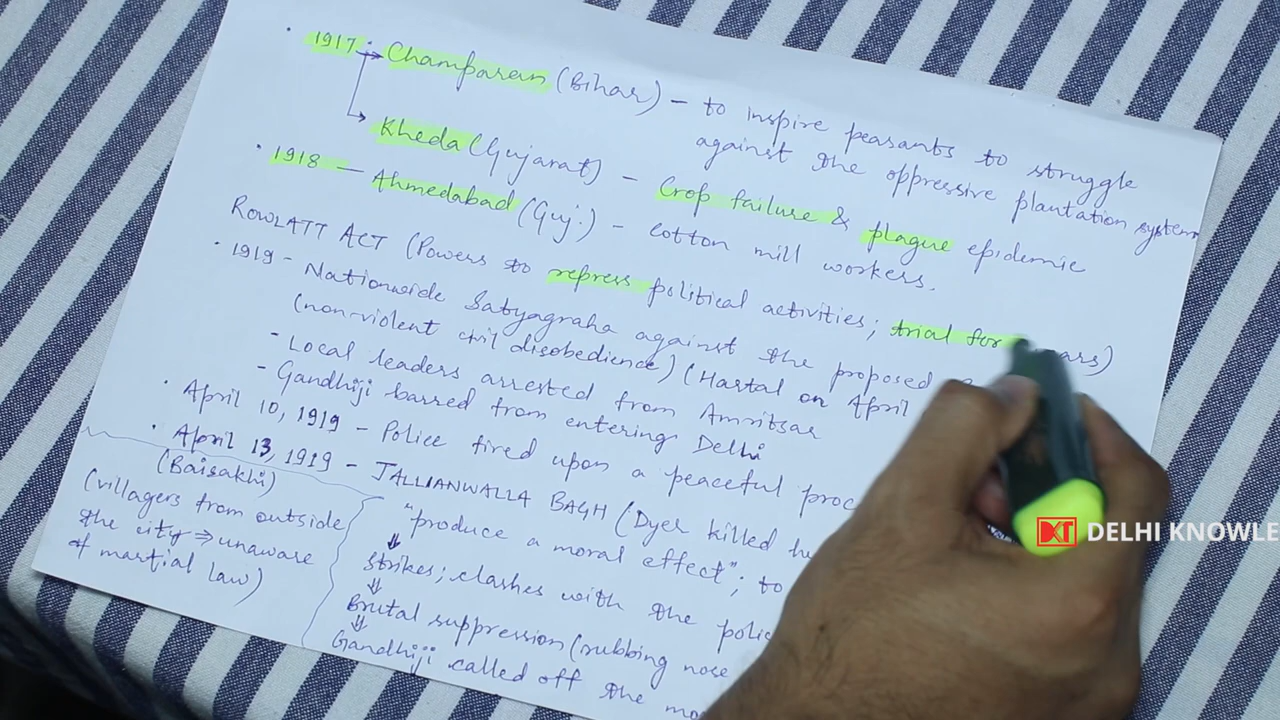 • 1917 → Champaran (Bihar) – to inspire peasants to struggle
against the oppressive plantation system
→ Kheda (Gujarat) – Crop failure & plague epidemic
• 1918 – Ahmedabad (Guj.) – Cotton mill workers.
ROWLATT ACT (Powers to repress political activities; trial for
• 1919 – Nationwide Satyagraha against the proposed
(non-violent civil disobedience) (Hartal on April
- Local leaders arrested from Amritsar
- Gandhiji barred from entering Delhi
• April 10, 1919 – Police fired upon a peaceful
• April 13, 1919 – JALLIANWALLA BAGH (Dyer killed
(Baisakhi)
(villagers from outside
the city ⇒ unaware
of martial law)
"produce a moral effect"; to
⇓
strikes; clashes with the
⇓
Brutal suppression (rubbing nose
⇓
Gandhiji called off the
DELHI KNOWLE